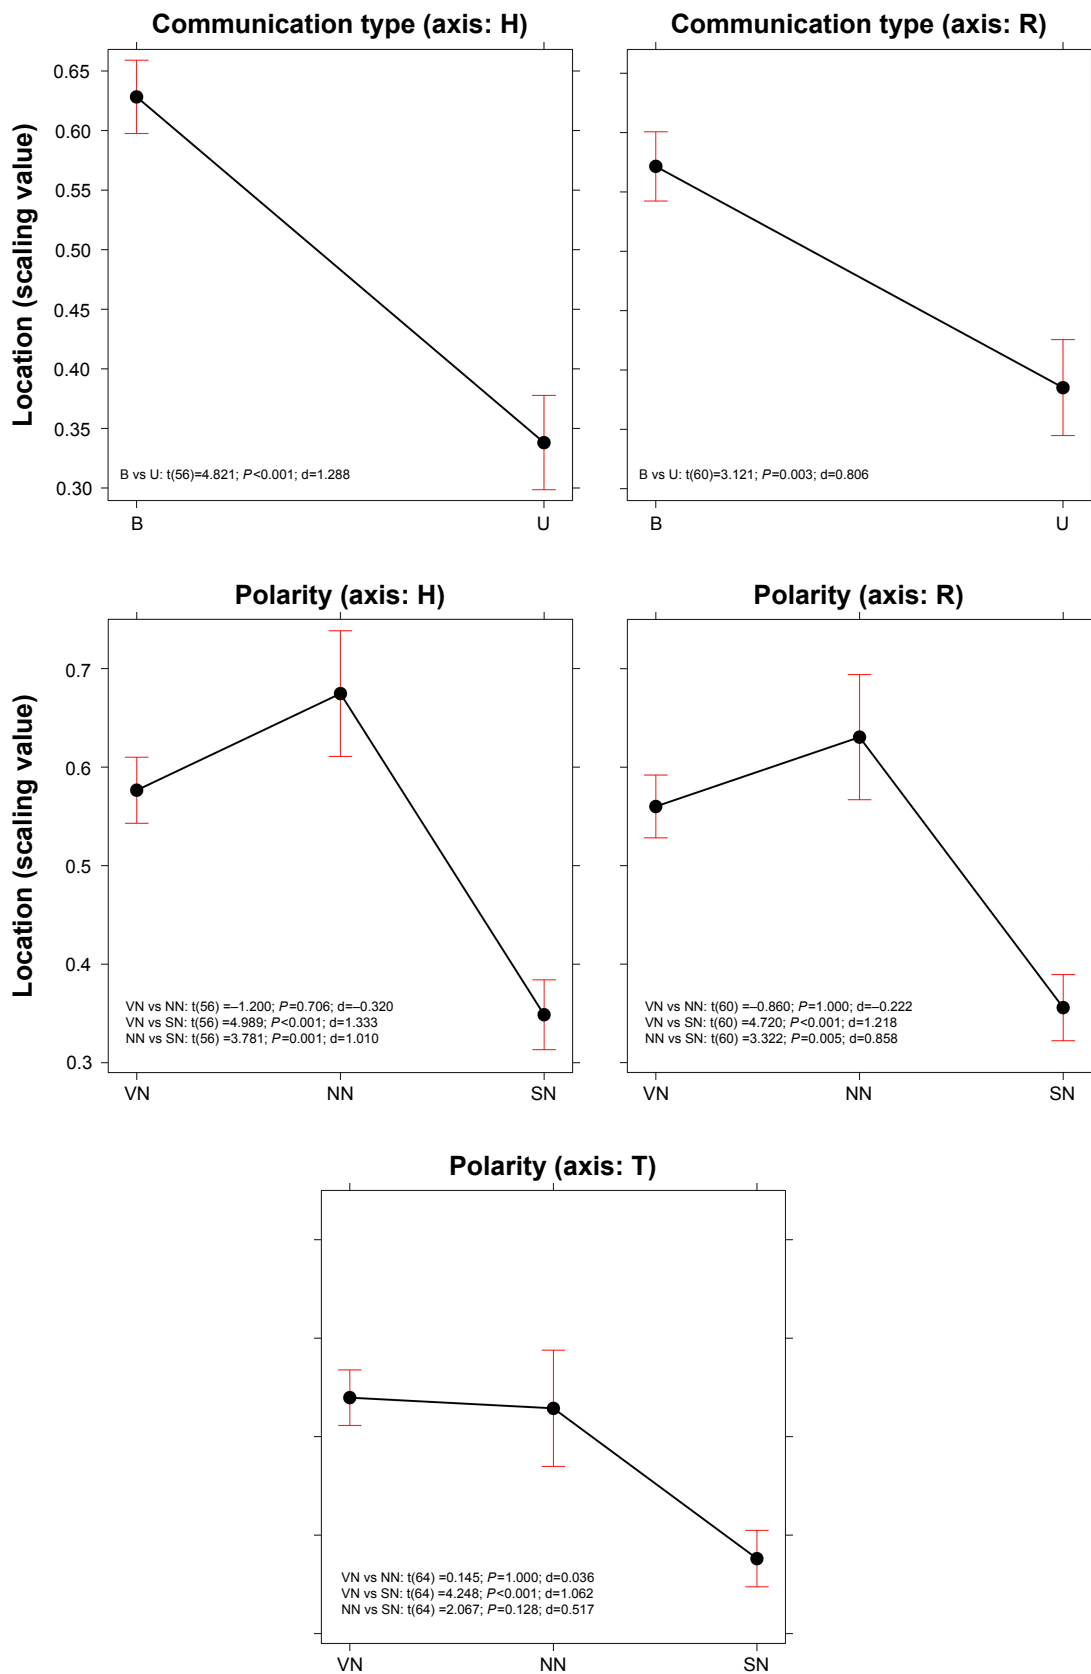 Communication type (axis: H)
Communication type (axis: R)
Location (scaling value)
0.65
0.60
0.55
0.50
0.45
0.40
0.35
0.30
B vs U: t(56)=4.821; P<0.001; d=1.288
B vs U: t(60)=3.121; P=0.003; d=0.806
B
U
B
U
Polarity (axis: H)
Polarity (axis: R)
Location (scaling value)
0.7
0.6
0.5
0.4
0.3
VN vs NN: t(56) =–1.200; P=0.706; d=–0.320
VN vs SN: t(56) =4.989; P<0.001; d=1.333
NN vs SN: t(56) =3.781; P=0.001; d=1.010
VN vs NN: t(60) =–0.860; P=1.000; d=–0.222
VN vs SN: t(60) =4.720; P<0.001; d=1.218
NN vs SN: t(60) =3.322; P=0.005; d=0.858
VN
NN
SN
VN
NN
SN
Polarity (axis: T)
VN vs NN: t(64) =0.145; P=1.000; d=0.036
VN vs SN: t(64) =4.248; P<0.001; d=1.062
NN vs SN: t(64) =2.067; P=0.128; d=0.517
VN
NN
SN